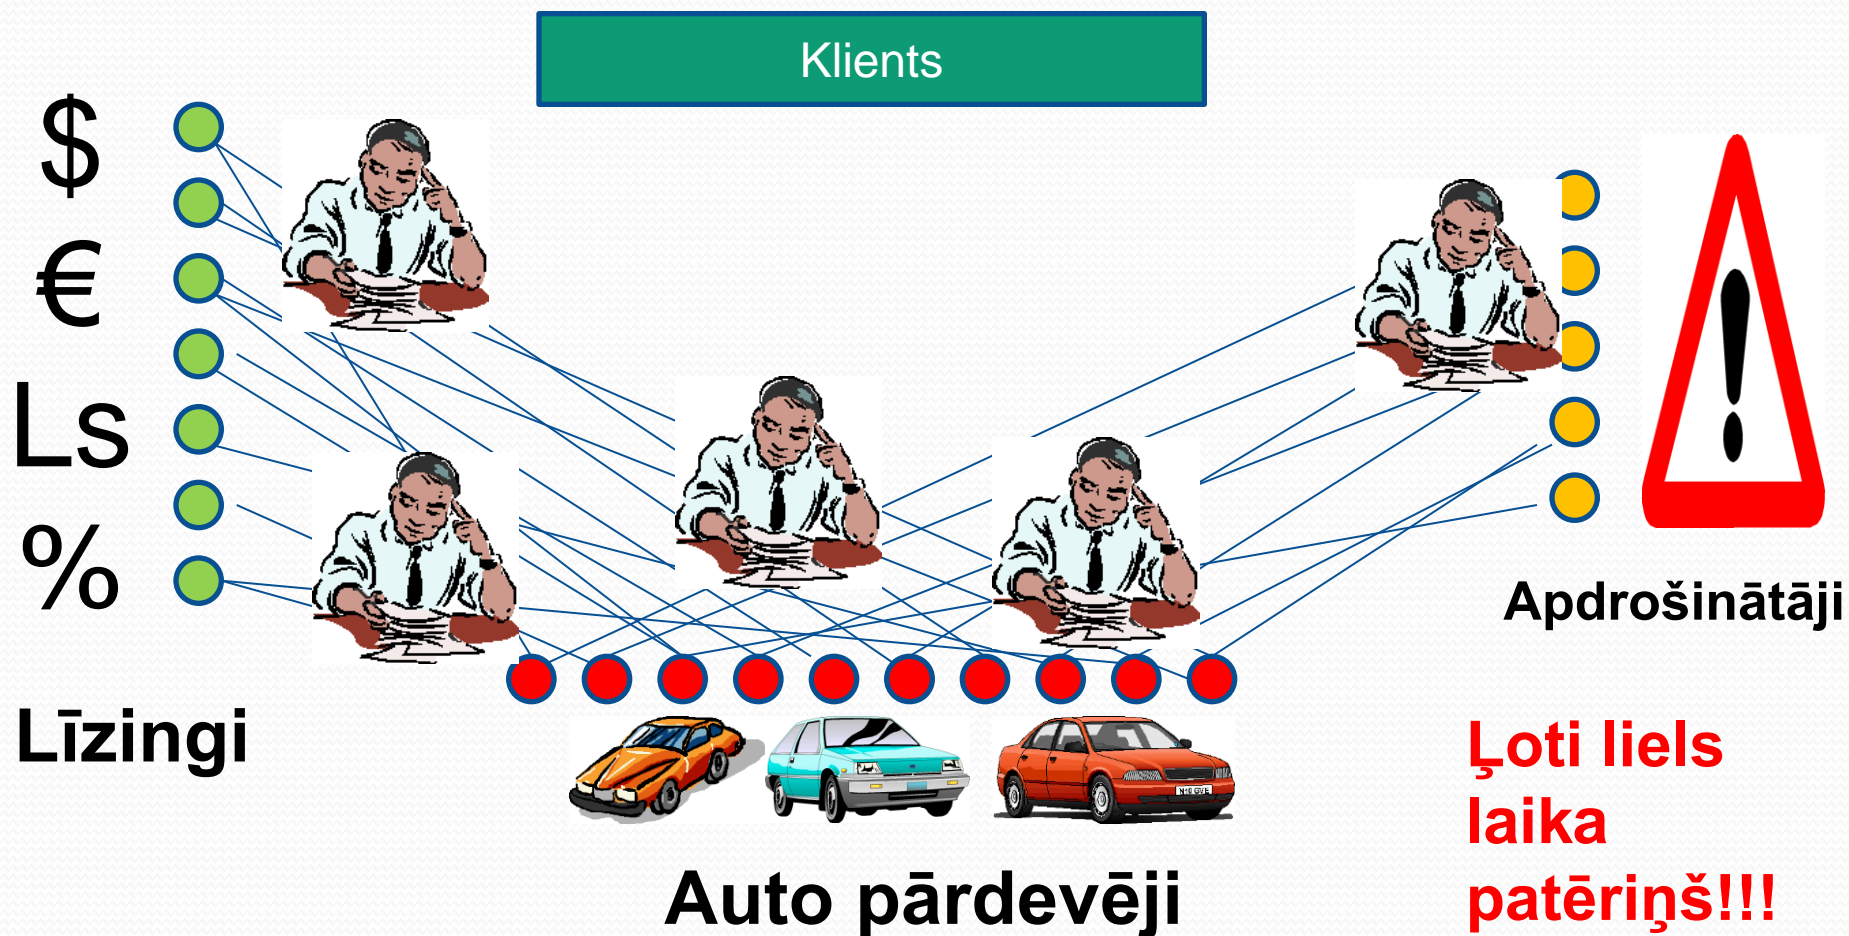 Klients
$
€
Ls
%
Līzingi
Apdrošinātāji
Auto pārdevēji
Ļoti liels
laika
patēriņš!!!